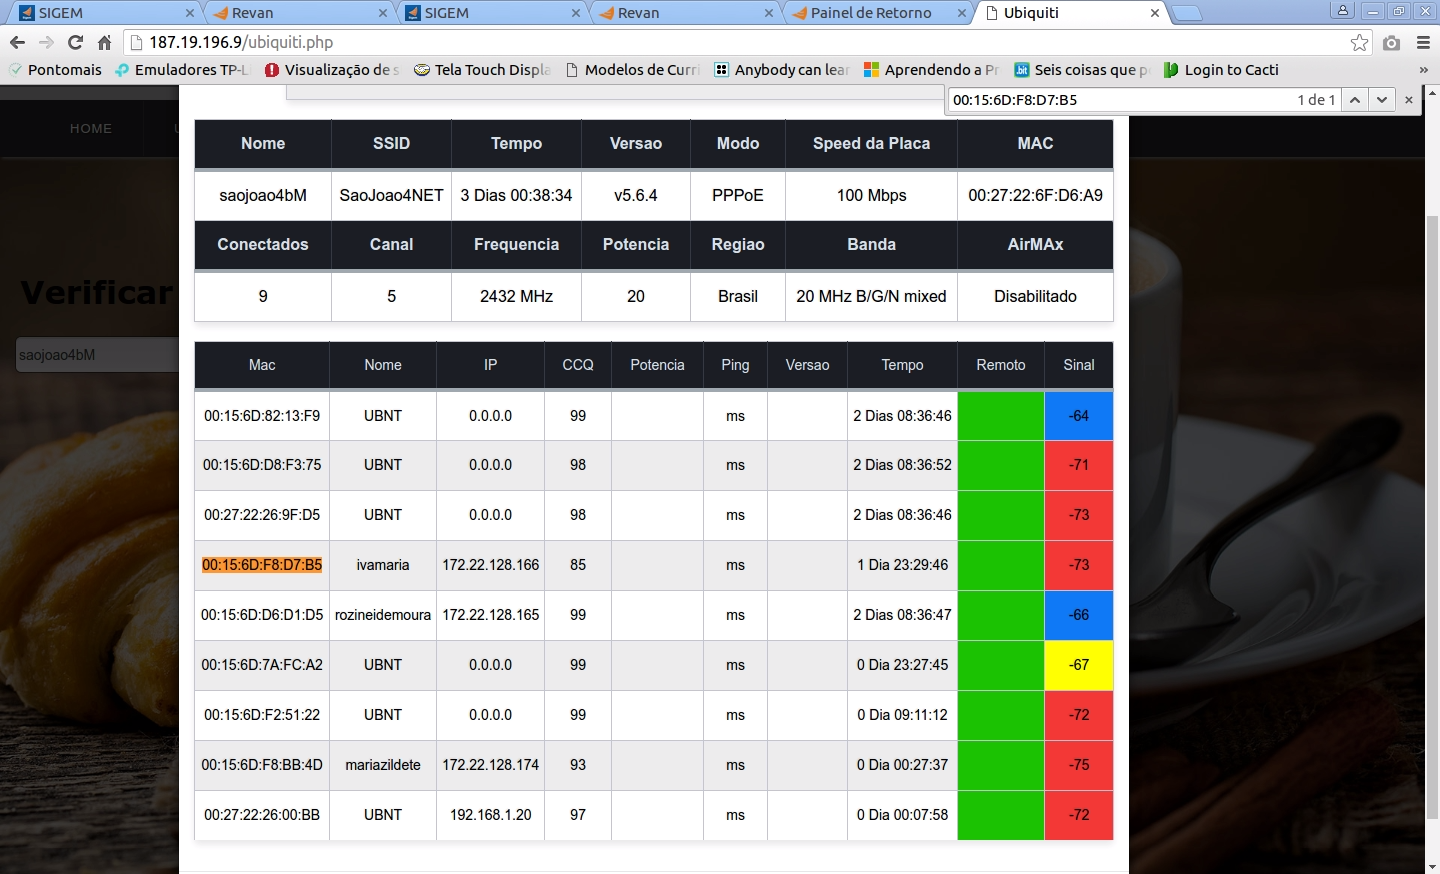 SIGEM Revan SIGEM Revan Painel de Retorno Ubiquiti
187.19.196.9/ubiquiti.php
Pontomais Emuladores TP-L Visualização de s Tela Touch Displa Modelos de Curri Anybody can lear Aprendendo a Pr Seis coisas que p Login to Cacti »
00:15:6D:F8:D7:B5 1 de 1
HOME
Nome SSID Tempo Versao Modo Speed da Placa MAC
saojoao4bM SaoJoao4NET 3 Dias 00:38:34 v5.6.4 PPPoE 100 Mbps 00:27:22:6F:D6:A9
Conectados Canal Frequencia Potencia Regiao Banda AirMAx
9 5 2432 MHz 20 Brasil 20 MHz B/G/N mixed Disabilitado
Verificar
saojoao4bM
Mac Nome IP CCQ Potencia Ping Versao Tempo Remoto Sinal
00:15:6D:82:13:F9 UBNT 0.0.0.0 99 ms 2 Dias 08:36:46 -64
00:15:6D:D8:F3:75 UBNT 0.0.0.0 98 ms 2 Dias 08:36:52 -71
00:27:22:26:9F:D5 UBNT 0.0.0.0 98 ms 2 Dias 08:36:46 -73
00:15:6D:F8:D7:B5 ivamaria 172.22.128.166 85 ms 1 Dia 23:29:46 -73
00:15:6D:D6:D1:D5 rozineidemoura 172.22.128.165 99 ms 2 Dias 08:36:47 -66
00:15:6D:7A:FC:A2 UBNT 0.0.0.0 99 ms 0 Dia 23:27:45 -67
00:15:6D:F2:51:22 UBNT 0.0.0.0 99 ms 0 Dia 09:11:12 -72
00:15:6D:F8:BB:4D mariazildete 172.22.128.174 93 ms 0 Dia 00:27:37 -75
00:27:22:26:00:BB UBNT 192.168.1.20 97 ms 0 Dia 00:07:58 -72